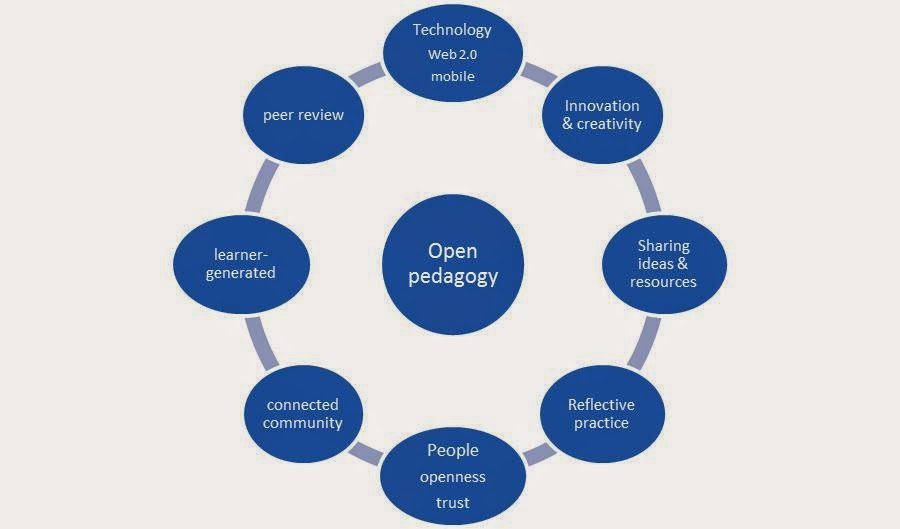 Technology
Web 2.0
mobile
Innovation
& creativity
Sharing
ideas &
resources
Reflective
practice
People
openness
trust
connected
community
learner-
generated
peer review
Open
pedagogy